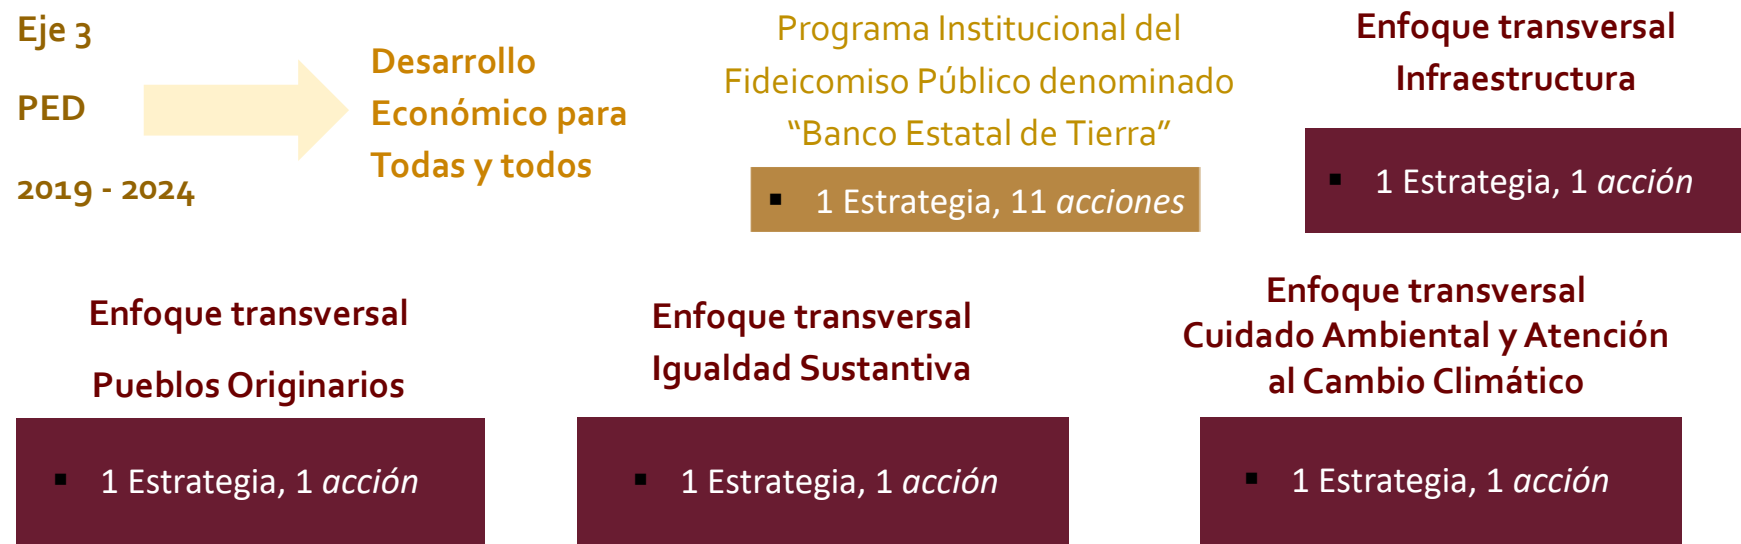 Eje 3
PED
2019 - 2024
Desarrollo
Económico para
Todas y todos
Programa Institucional del
Fideicomiso Público denominado
“Banco Estatal de Tierra”
▪ 1 Estrategia, 11 acciones
Enfoque transversal
Infraestructura
▪ 1 Estrategia, 1 acción
Enfoque transversal
Pueblos Originarios
▪ 1 Estrategia, 1 acción
Enfoque transversal
Igualdad Sustantiva
▪ 1 Estrategia, 1 acción
Enfoque transversal
Cuidado Ambiental y Atención
al Cambio Climático
▪ 1 Estrategia, 1 acción